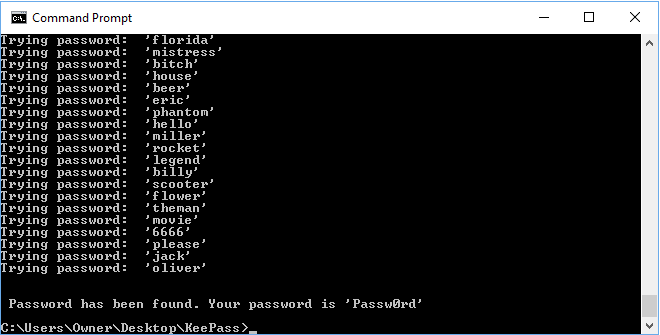 Command Prompt
Trying password:  'florida'
Trying password:  'mistress'
Trying password:  'bitch'
Trying password:  'house'
Trying password:  'beer'
Trying password:  'eric'
Trying password:  'phantom'
Trying password:  'hello'
Trying password:  'miller'
Trying password:  'rocket'
Trying password:  'legend'
Trying password:  'billy'
Trying password:  'scooter'
Trying password:  'flower'
Trying password:  'theman'
Trying password:  'movie'
Trying password:  '6666'
Trying password:  'please'
Trying password:  'jack'
Trying password:  'oliver'
Password has been found. Your password is 'Passw0rd'
C:\Users\Owner\Desktop\KeePass>_